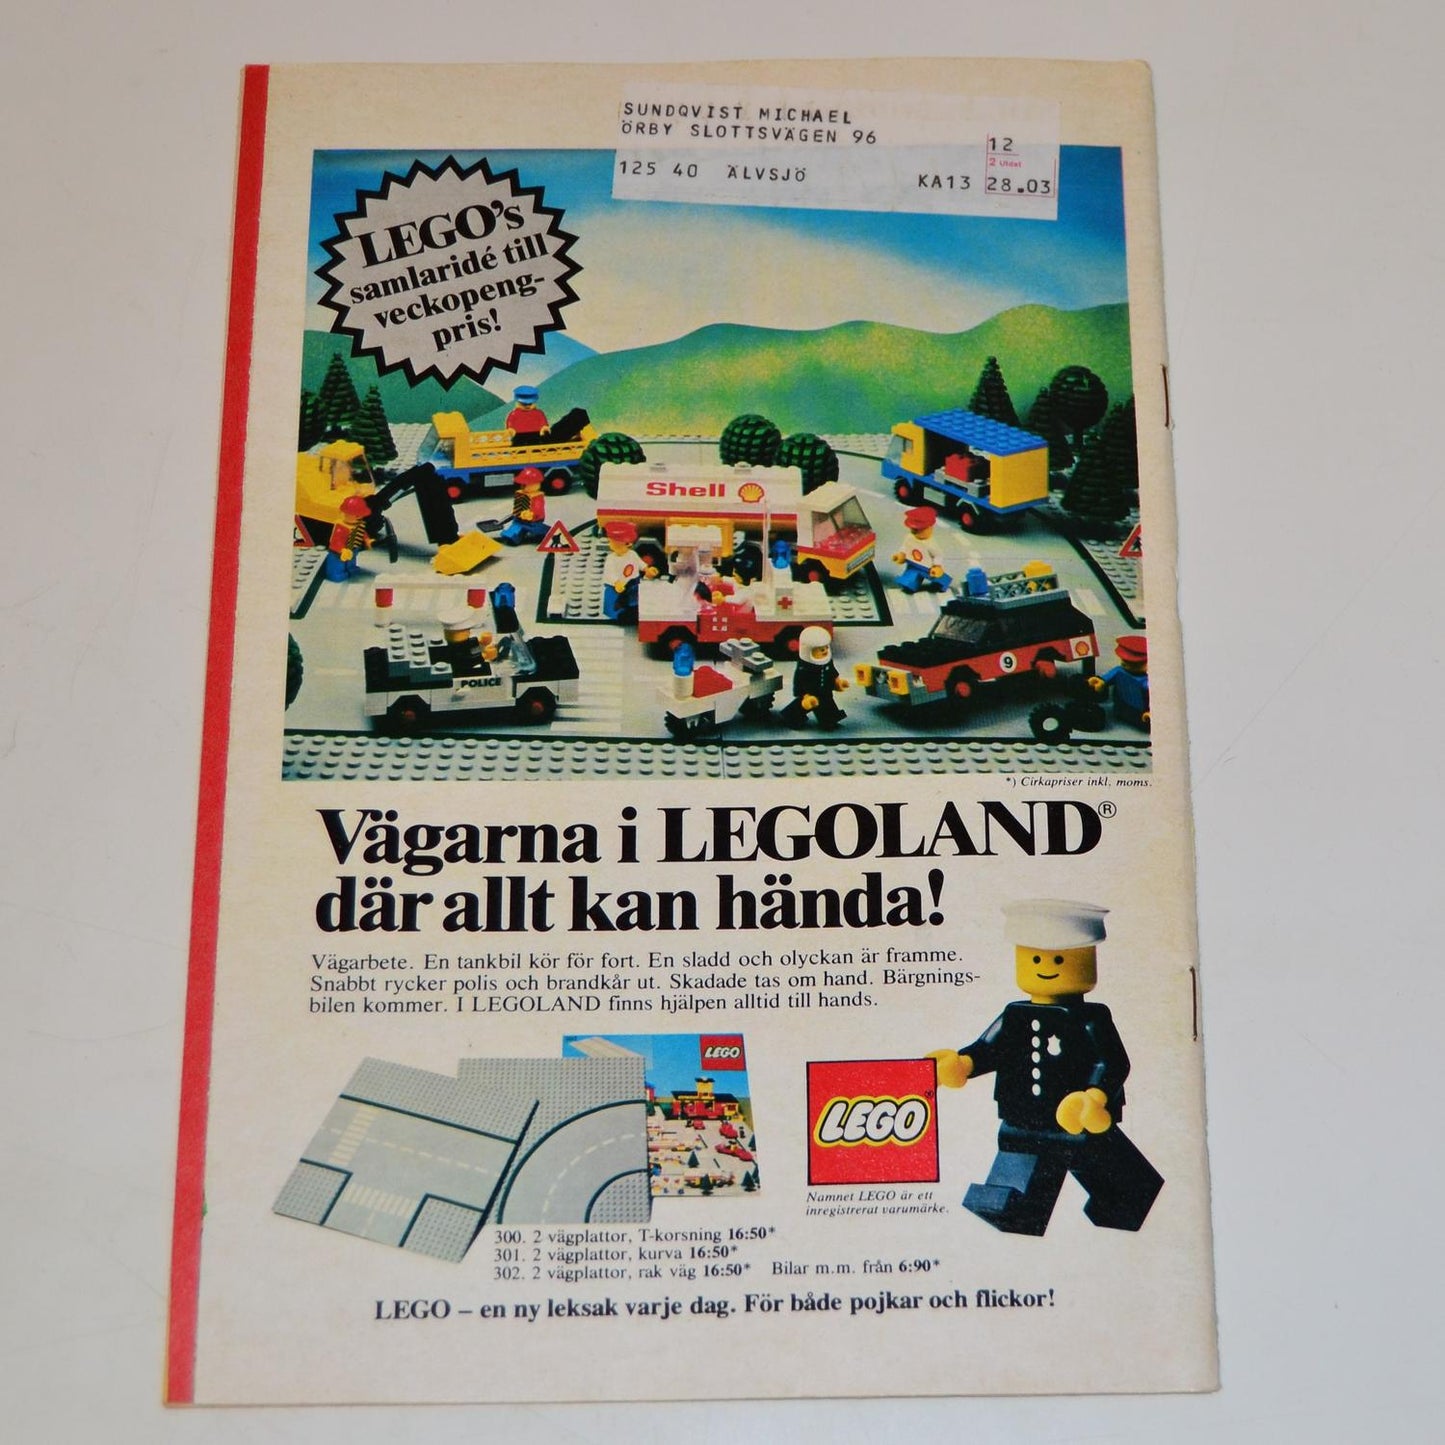 SUNDQVIST MICHAEL
ÖRBY SLOTTSVÄGEN 96
125 40 ÄLVSJÖ
12
2 Utdel
KA13 28.03
LEGO's
samlaridé till
veckopeng-
pris!
Shell
POLICE
9
*) Cirkapriser inkl. moms.
Vägarna i LEGOLAND®
där allt kan hända!
Vägarbete. En tankbil kör för fort. En sladd och olyckan är framme.
Snabbt rycker polis och brandkår ut. Skadade tas om hand. Bärgnings-
bilen kommer. I LEGOLAND finns hjälpen alltid till hands.
LEGO
LEGO®
Namnet LEGO är ett
inregistrerat varumärke.
300. 2 vägplattor, T-korsning 16:50*
301. 2 vägplattor, kurva 16:50*
302. 2 vägplattor, rak väg 16:50* Bilar m.m. från 6:90*
LEGO – en ny leksak varje dag. För både pojkar och flickor!